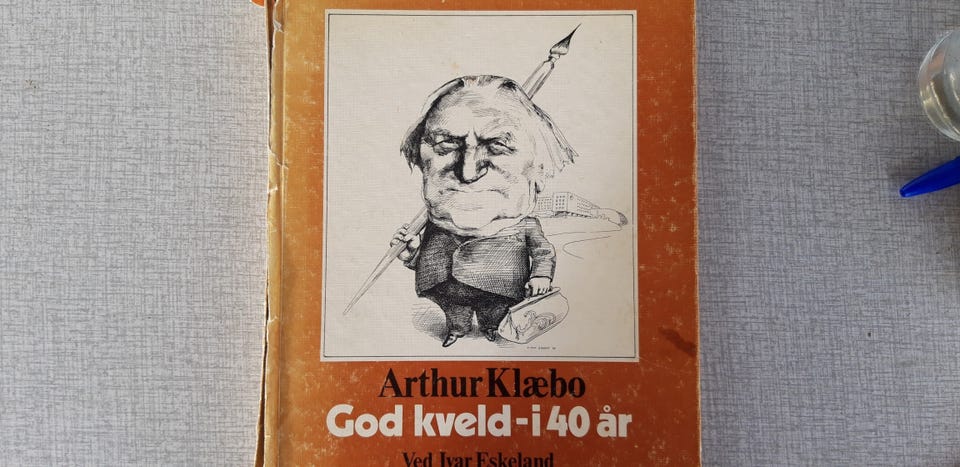 Arthur Klæbo
God kveld-i 40 år
Ved Ivar Eskeland